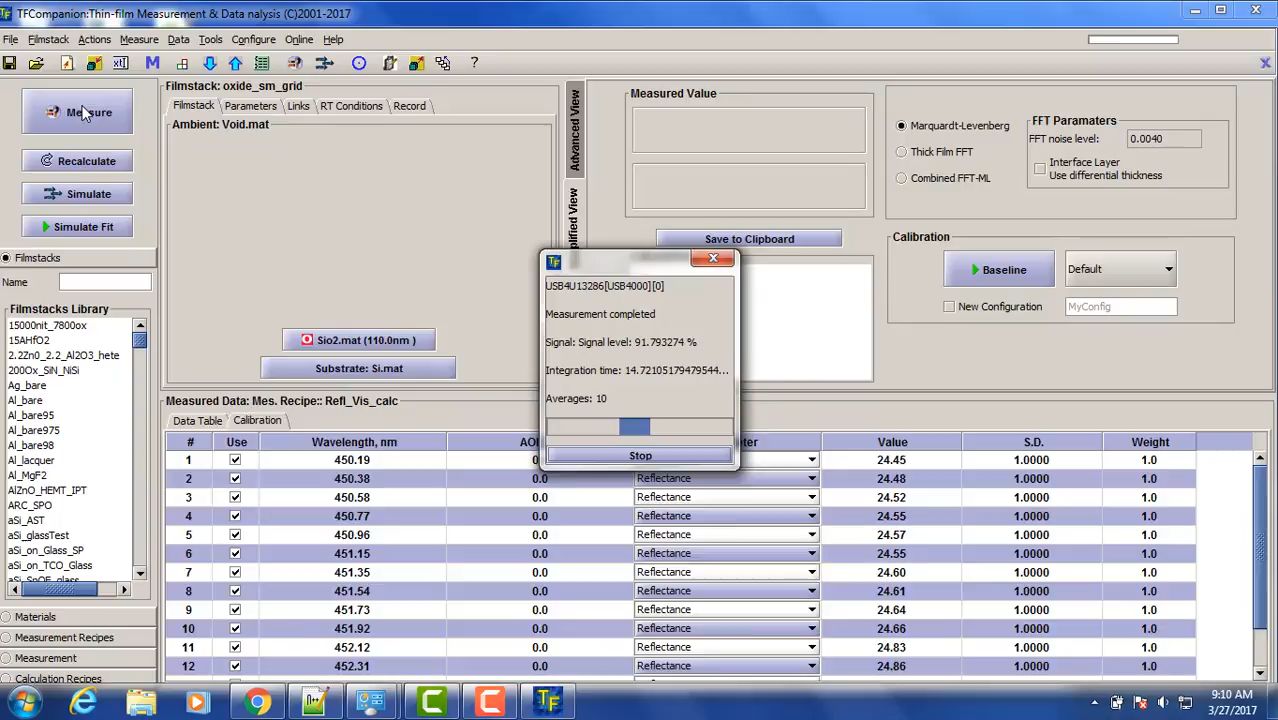 TFCompanion:Thin-film Measurement & Data nalysis (C)2001-2017
File Filmstack Actions Measure Data Tools Configure Online Help
Measure
Recalculate
Simulate
Simulate Fit
Filmstacks
Name
Filmstacks Library
15000nit_7800ox
15AHfO2
2.2Zn0_2.2_Al2O3_hete
200Ox_SiN_NiSi
Ag_bare
Al_bare
Al_bare95
Al_bare975
Al_bare98
Al_lacquer
Al_MgF2
AlZnO_HEMT_IPT
ARC_SPO
aSi_AST
aSi_glassTest
aSi_on_Glass_SP
aSi_on_TCO_Glass
aSi_SpOE_glass
Materials
Measurement Recipes
Measurement
Calculation Recipes
Filmstack: oxide_sm_grid
Filmstack Parameters Links RT Conditions Record
Ambient: Void.mat
Sio2.mat (110.0nm )
Substrate: Si.mat
Advanced View
plified View
Measured Value
Save to Clipboard
Marquardt-Levenberg
Thick Film FFT
Combined FFT-ML
FFT Paramaters
FFT noise level: 0.0040
Interface Layer
Use differential thickness
Calibration
Baseline
Default
New Configuration
MyConfig
USB4U13286[USB4000][0]
Measurement completed
Signal: Signal level: 91.793274 %
Integration time: 14.72105179479544...
Averages: 10
Stop
Measured Data: Mes. Recipe:: Refl_Vis_calc
Data Table Calibration
# Use Wavelength, nm AO eter Value S.D. Weight
1 450.19 0. 24.45 1.0000 1.0
2 450.38 0.0 Reflectance 24.48 1.0000 1.0
3 450.58 0.0 Reflectance 24.52 1.0000 1.0
4 450.77 0.0 Reflectance 24.55 1.0000 1.0
5 450.96 0.0 Reflectance 24.57 1.0000 1.0
6 451.15 0.0 Reflectance 24.55 1.0000 1.0
7 451.35 0.0 Reflectance 24.60 1.0000 1.0
8 451.54 0.0 Reflectance 24.61 1.0000 1.0
9 451.73 0.0 Reflectance 24.64 1.0000 1.0
10 451.92 0.0 Reflectance 24.66 1.0000 1.0
11 452.12 0.0 Reflectance 24.83 1.0000 1.0
12 452.31 0.0 Reflectance 24.86 1.0000 1.0
9:10 AM
3/27/2017